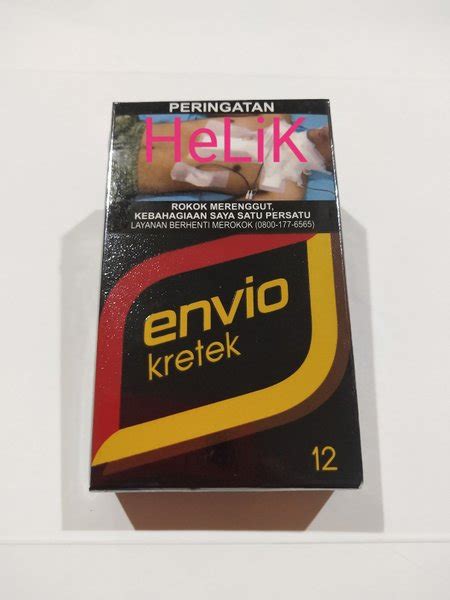 PERINGATAN
HeLiK
ROKOK MERENGGUT,
KEBAHAGIAAN SAYA SATU PERSATU
LAYANAN BERHENTI MEROKOK (0800-177-6565)
envio
kretek
12